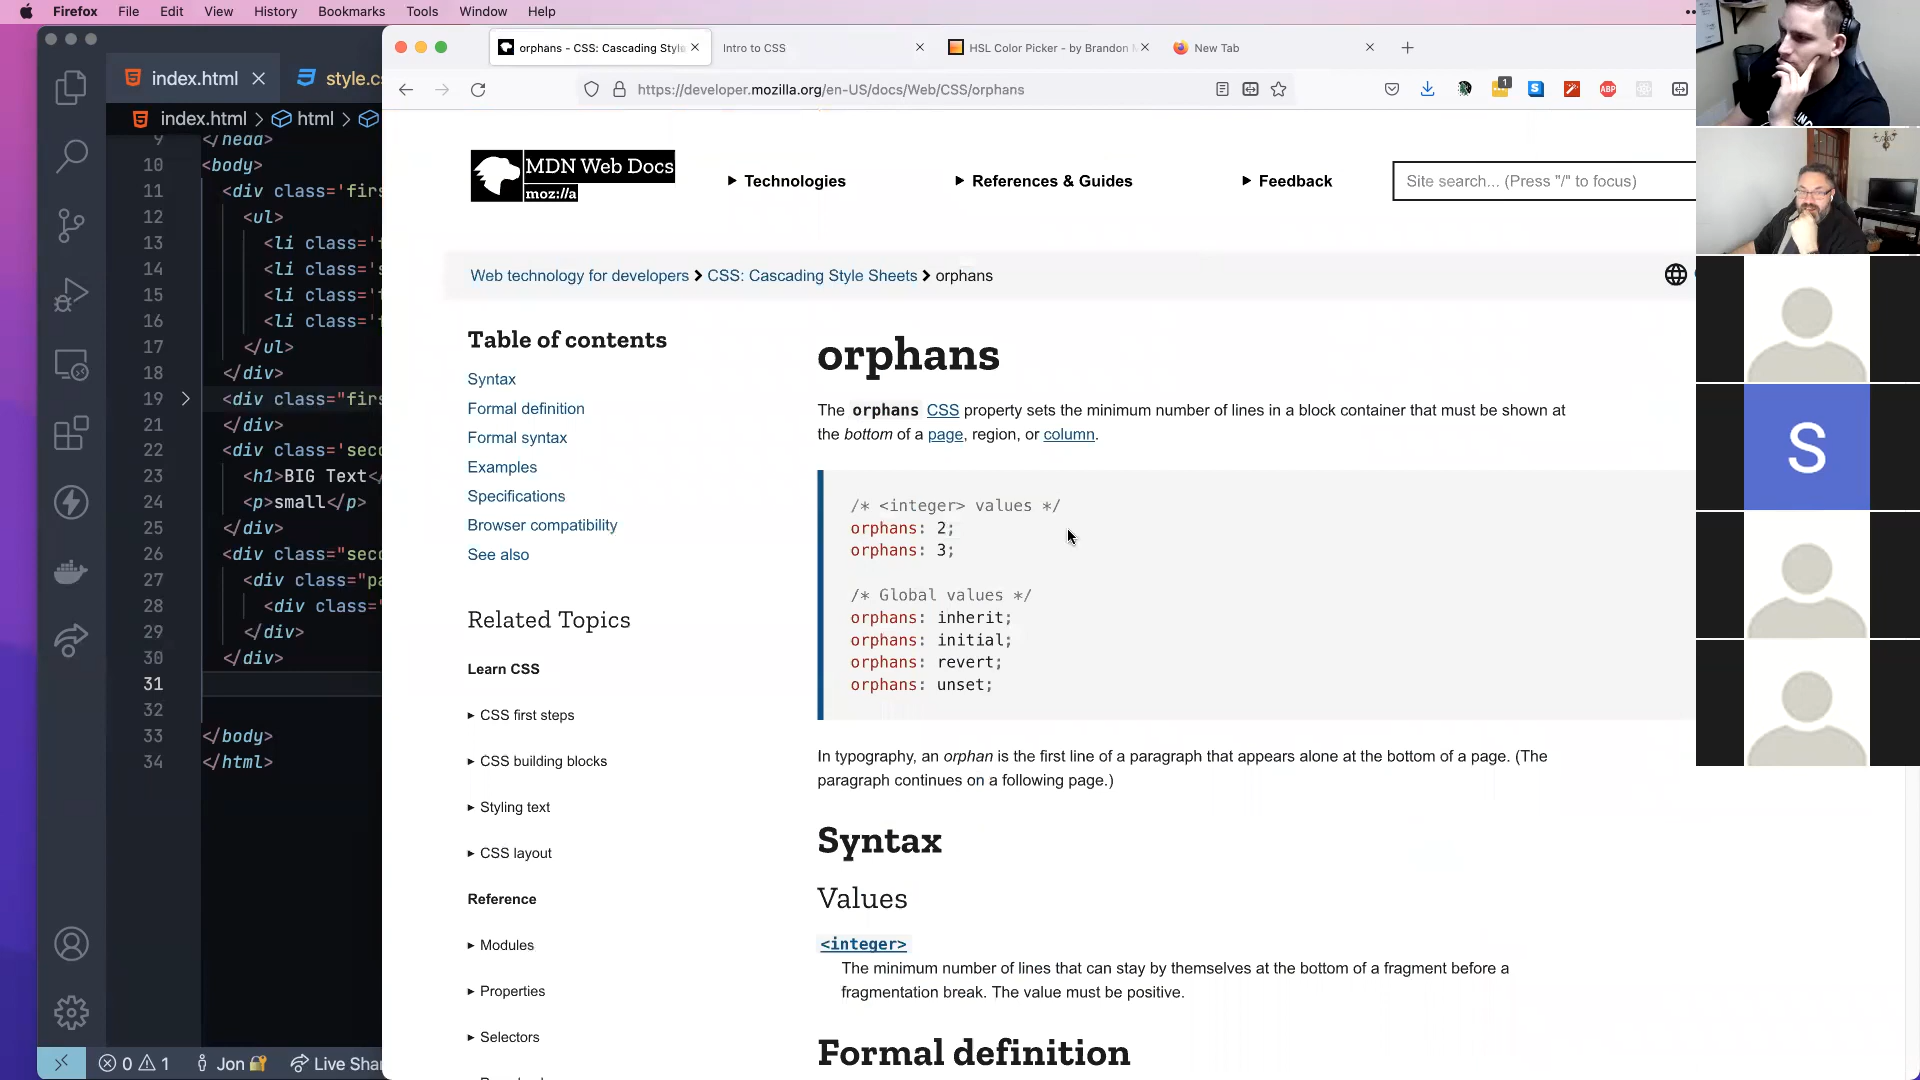 Firefox File Edit View History Bookmarks Tools Window Help
index.html
style.cs
index.html > html >
9 </head>
10 <body>
11 <div class='firs
12 <ul>
13 <li class='
14 <li class='
15 <li class='
16 <li class='
17 </ul>
18 </div>
19 <div class="firs
21 </div>
22 <div class='seco
23 <h1>BIG Text</
24 <p>small</p>
25 </div>
26 <div class="seco
27 <div class="pa
28 <div class="
29 </div>
30 </div>
31
32
33 </body>
34 </html>
0 1 Jon Live Shar
orphans - CSS: Cascading Style
Intro to CSS
HSL Color Picker - by Brandon
New Tab
https://developer.mozilla.org/en-US/docs/Web/CSS/orphans
1
S
ABP
MDN Web Docs
moz://a
Technologies
References & Guides
Feedback
Site search... (Press "/" to focus)
Web technology for developers > CSS: Cascading Style Sheets > orphans
Table of contents
Syntax
Formal definition
Formal syntax
Examples
Specifications
Browser compatibility
See also
Related Topics
Learn CSS
CSS first steps
CSS building blocks
Styling text
CSS layout
Reference
Modules
Properties
Selectors
orphans
The orphans CSS property sets the minimum number of lines in a block container that must be shown at
the bottom of a page, region, or column.
/* <integer> values */
orphans: 2;
orphans: 3;
/* Global values */
orphans: inherit;
orphans: initial;
orphans: revert;
orphans: unset;
In typography, an orphan is the first line of a paragraph that appears alone at the bottom of a page. (The
paragraph continues on a following page.)
Syntax
Values
<integer>
The minimum number of lines that can stay by themselves at the bottom of a fragment before a
fragmentation break. The value must be positive.
Formal definition
S